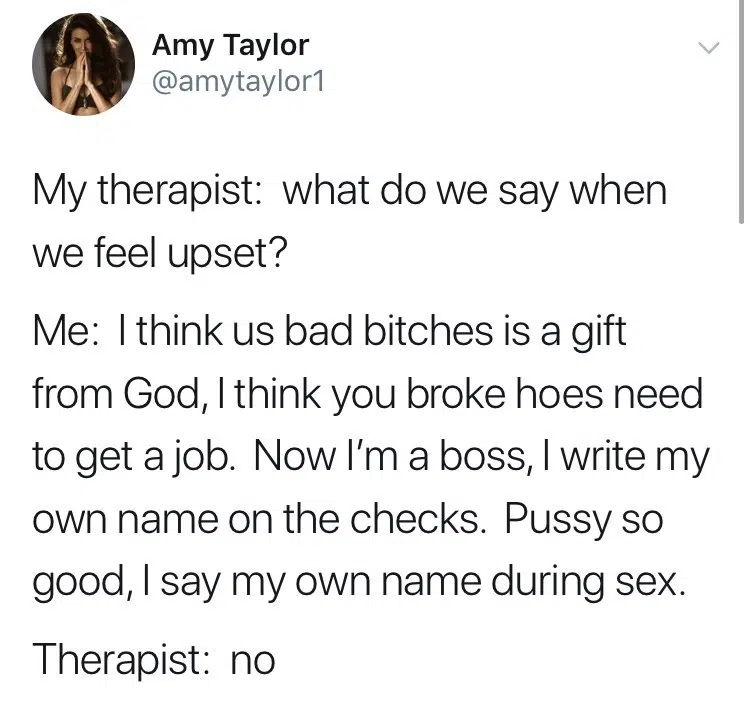 Amy Taylor
@amytaylor1
My therapist:  what do we say when
we feel upset?
Me:  I think us bad bitches is a gift
from God, I think you broke hoes need
to get a job.  Now I'm a boss, I write my
own name on the checks.  Pussy so
good, I say my own name during sex.
Therapist:  no